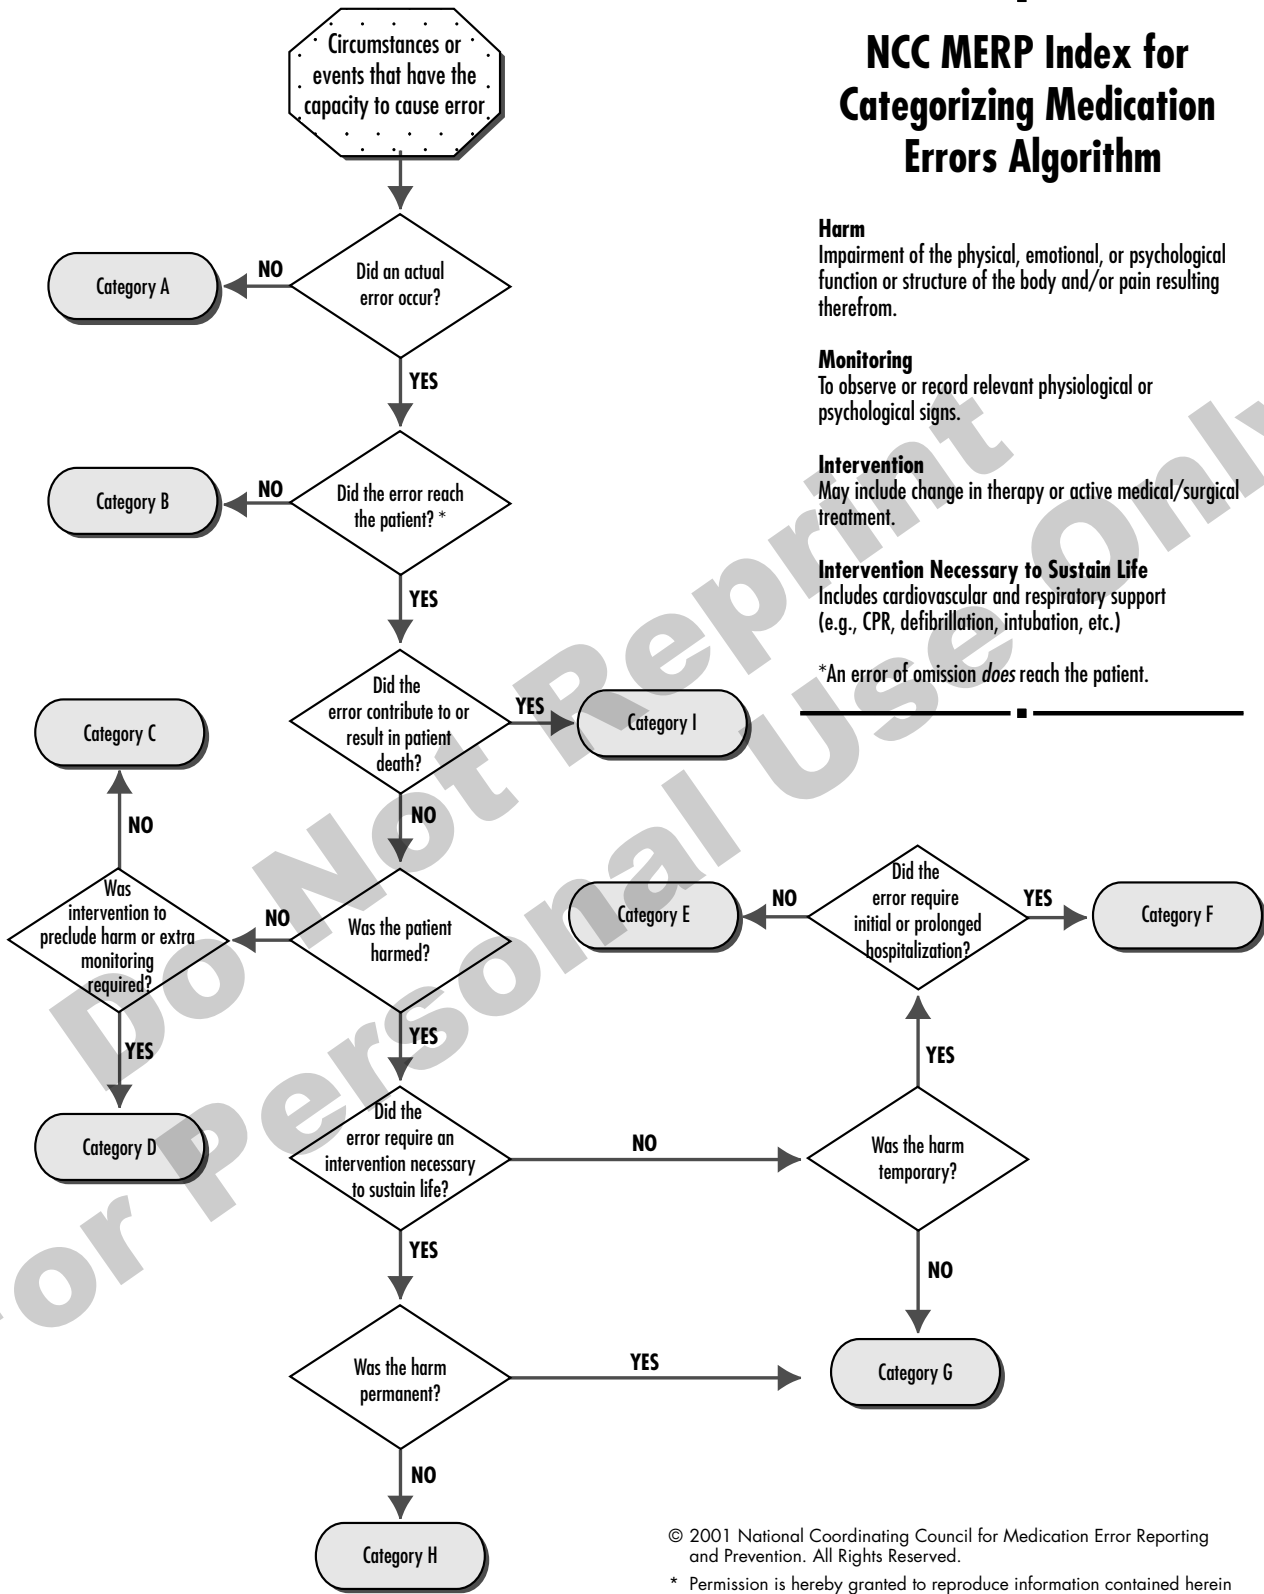 NCC MERP Index for
Categorizing Medication
Errors Algorithm
Circumstances or
events that have the
capacity to cause error
Did an actual
error occur?
NO
Category A
YES
Did the error reach
the patient? *
NO
Category B
YES
Did the
error contribute to or
result in patient
death?
YES
Category I
NO
Was the patient
harmed?
NO
Was
intervention to
preclude harm or extra
monitoring
required?
NO
Category C
YES
Category D
YES
Did the
error require an
intervention necessary
to sustain life?
NO
Was the harm
temporary?
YES
Did the
error require
initial or prolonged
hospitalization?
NO
Category E
YES
Category F
NO
Category G
YES
Was the harm
permanent?
YES
NO
Category H
Harm
Impairment of the physical, emotional, or psychological
function or structure of the body and/or pain resulting
therefrom.
Monitoring
To observe or record relevant physiological or
psychological signs.
Intervention
May include change in therapy or active medical/surgical
treatment.
Intervention Necessary to Sustain Life
Includes cardiovascular and respiratory support
(e.g., CPR, defibrillation, intubation, etc.)
*An error of omission does reach the patient.
© 2001 National Coordinating Council for Medication Error Reporting
and Prevention. All Rights Reserved.
* Permission is hereby granted to reproduce information contained herein
Do Not Reprint
or Personal Use Only